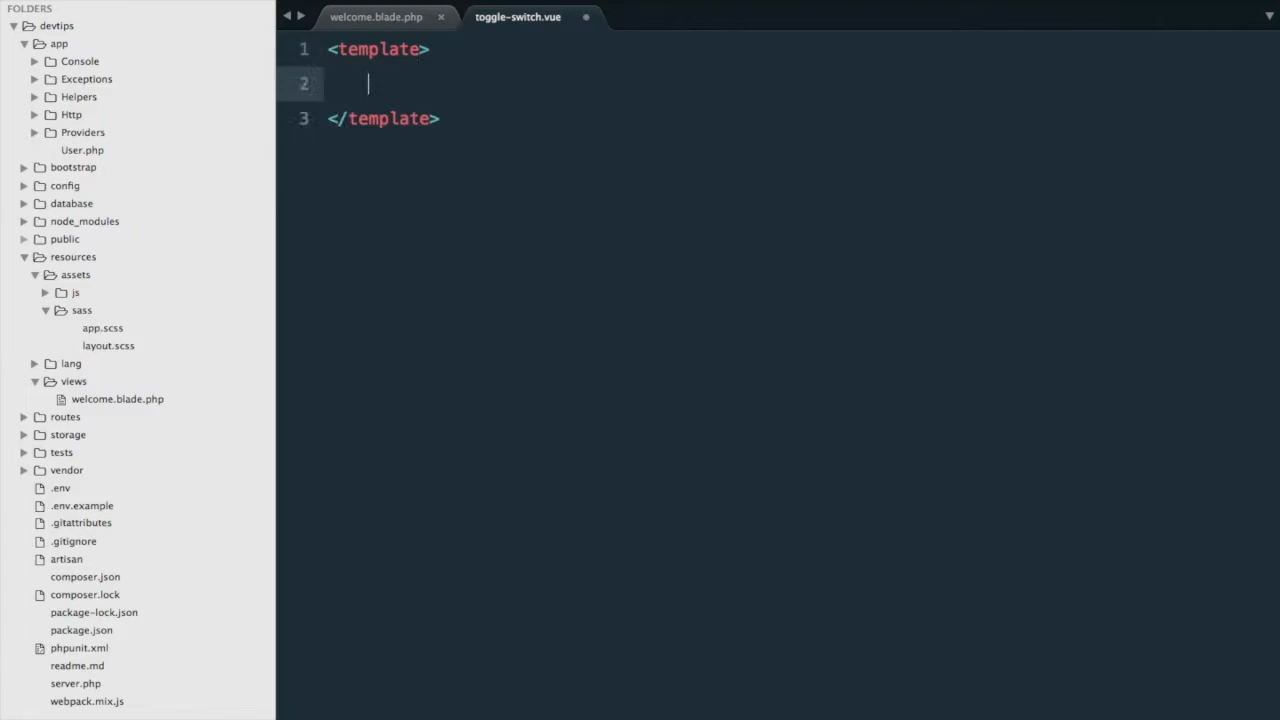 FOLDERS
devtips
app
Console
Exceptions
Helpers
Http
Providers
User.php
bootstrap
config
database
node_modules
public
resources
assets
js
sass
app.scss
layout.scss
lang
views
welcome.blade.php
routes
storage
tests
vendor
.env
.env.example
.gitattributes
.gitignore
artisan
composer.json
composer.lock
package-lock.json
package.json
phpunit.xml
readme.md
server.php
webpack.mix.js
welcome.blade.php × toggle-switch.vue
1 <template>
2
3 </template>